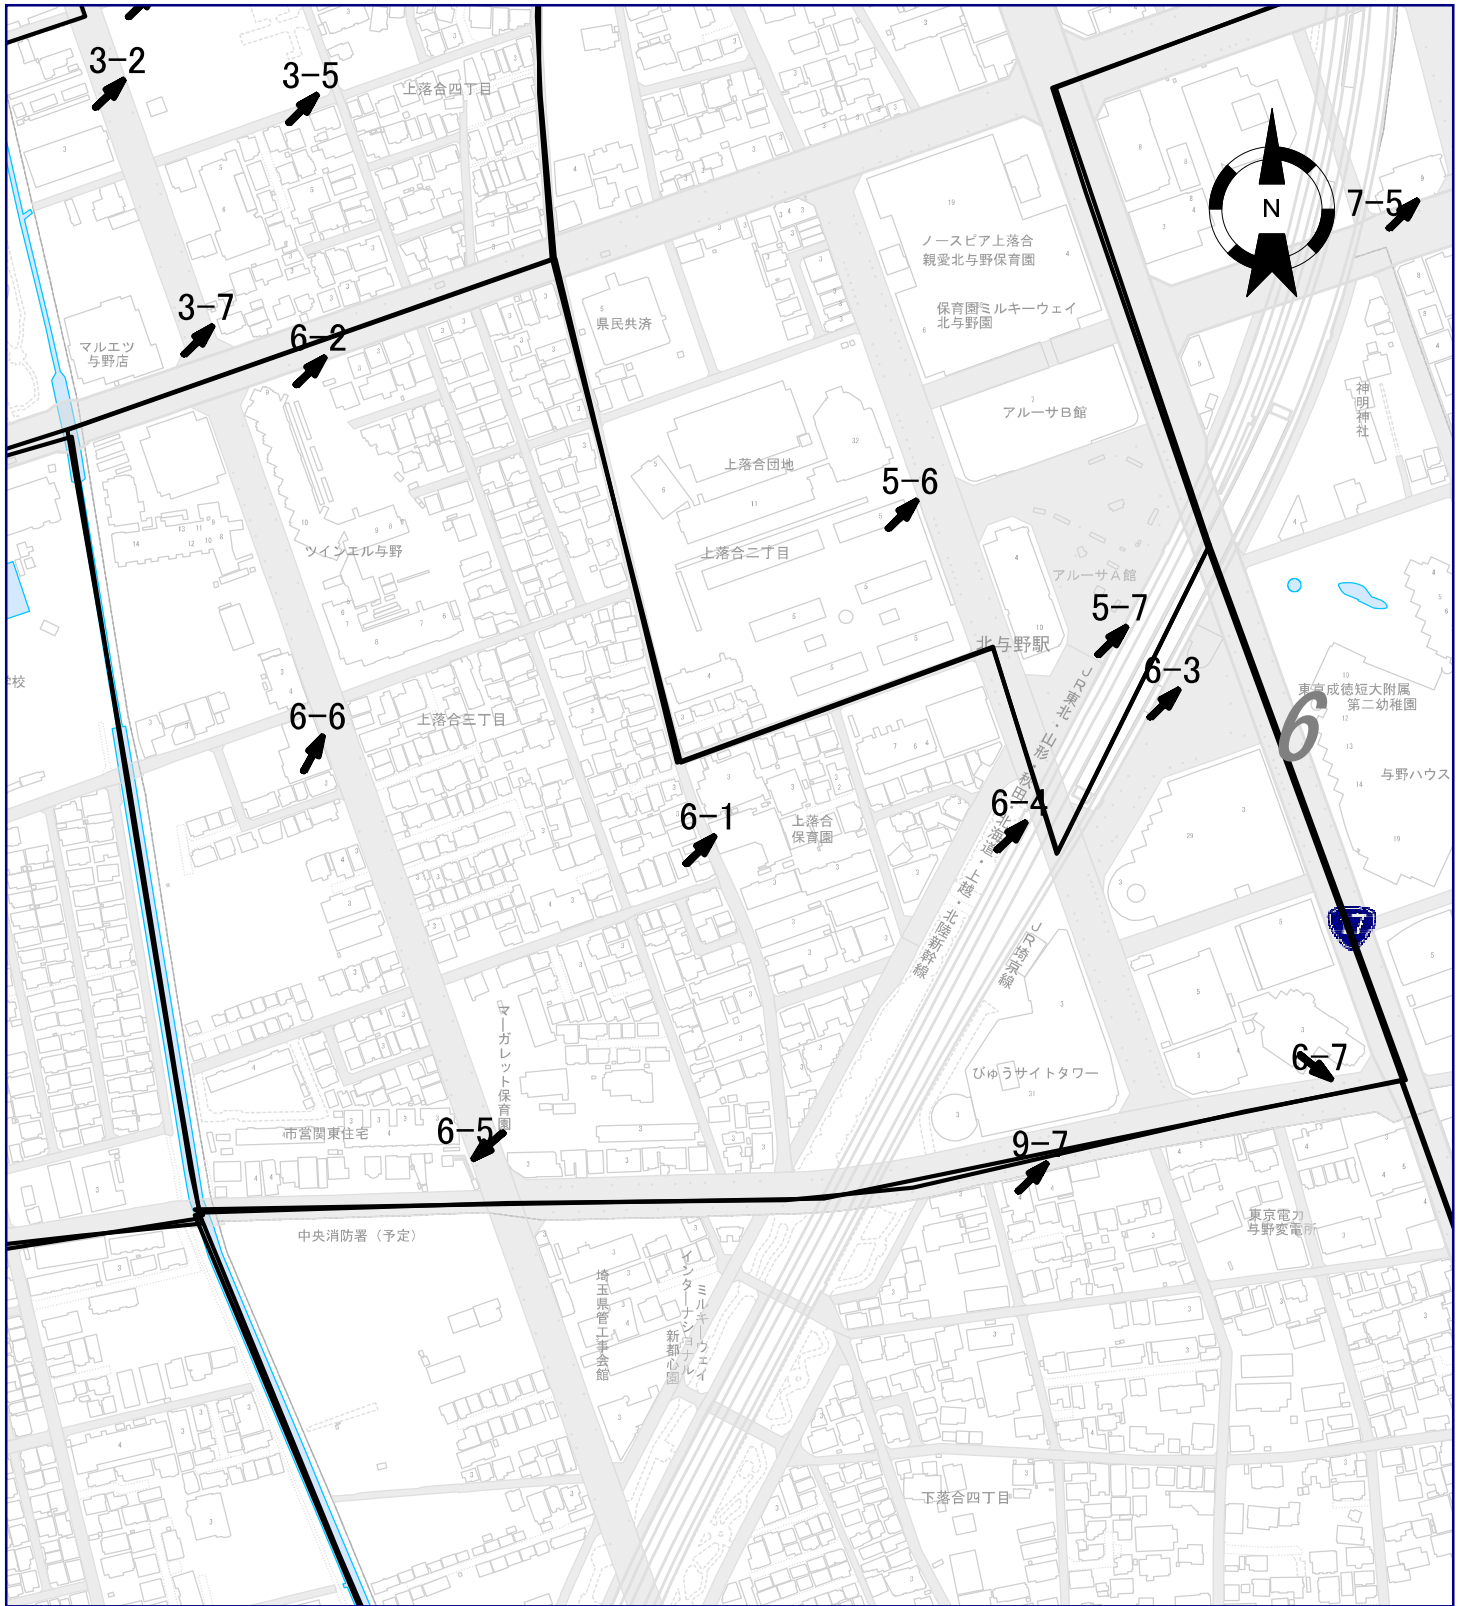 3-2
3-5
上落合四丁目
7-5
N
ノースピア上落合
親愛北与野保育園
保育園ミルキーウェイ
北与野園
3-7
6-2
県民共済
マルエツ
与野店
アルーサB館
神明神社
上落合団地
5-6
ツインエル与野
上落合二丁目
アルーサA館
5-7
北与野駅
6-3
校
東京成徳短大附属
第二幼稚園
6
6-6
上落合三丁目
JR東北・山形・秋田・北海道・上越・北陸新幹線
与野ハウス
6-4
6-1
上落合
保育園
17
JR埼京線
マーガレット保育園
6-7
びゅうサイトタワー
6-5
市営関東住宅
9-7
東京電力
与野変電所
中央消防署（予定）
埼玉県管工事会館
ミルキーウェイ
インターナショナル
新都心園
下落合四丁目